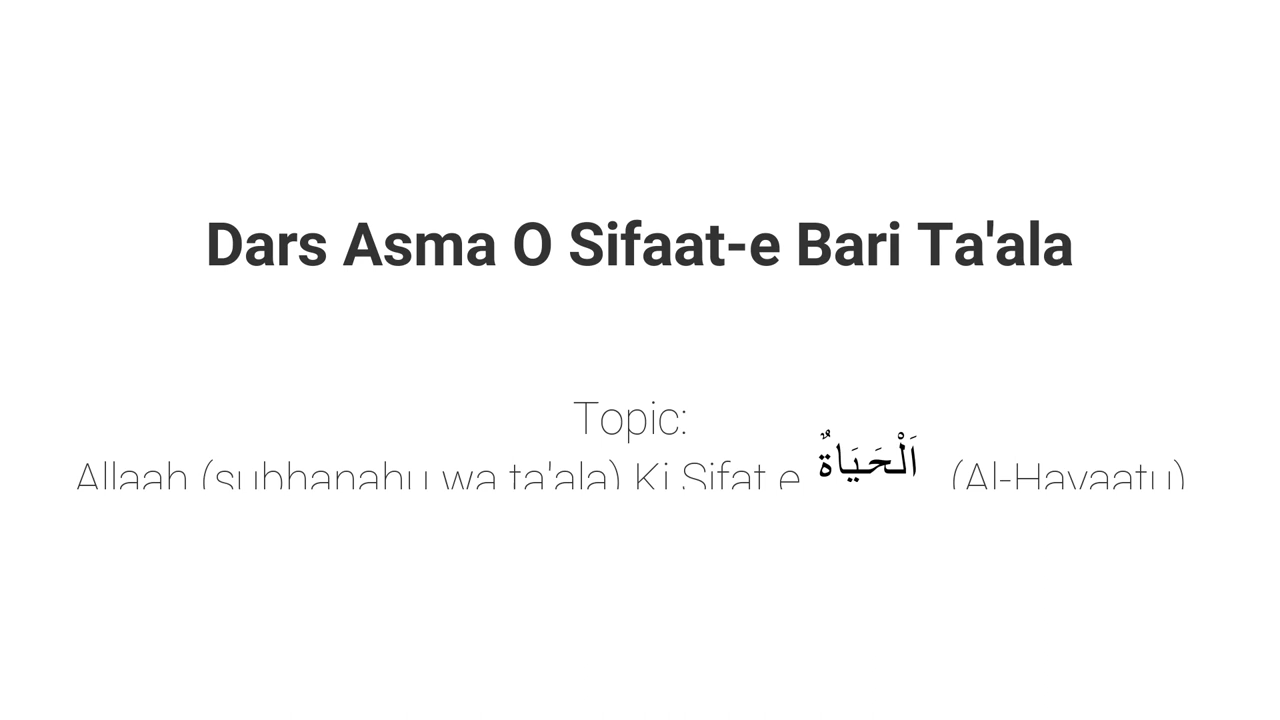 Dars Asma O Sifaat-e Bari Ta'ala
Topic:
Allaah (subhanahu wa ta'ala) Ki Sifat e اَلْحَيَاةُ (Al-Hayaatu)